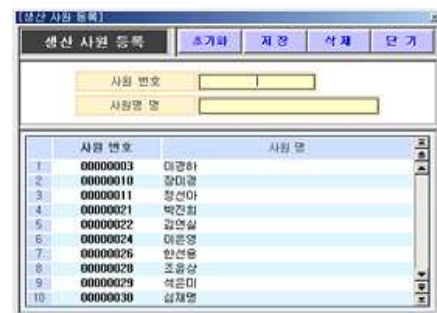 [생산 사원 등록]
생산 사원 등록 초기화 저 장 삭 제 닫 기
사원 번호
사원명 명
사원 번호 사원 명
1 00000003 이광하
2 00000010 장미경
3 00000011 정선아
4 00000021 박진희
5 00000022 김연실
6 00000024 이은영
7 00000026 한선용
8 00000028 조윤상
9 00000029 석은미
10 00000030 심재명